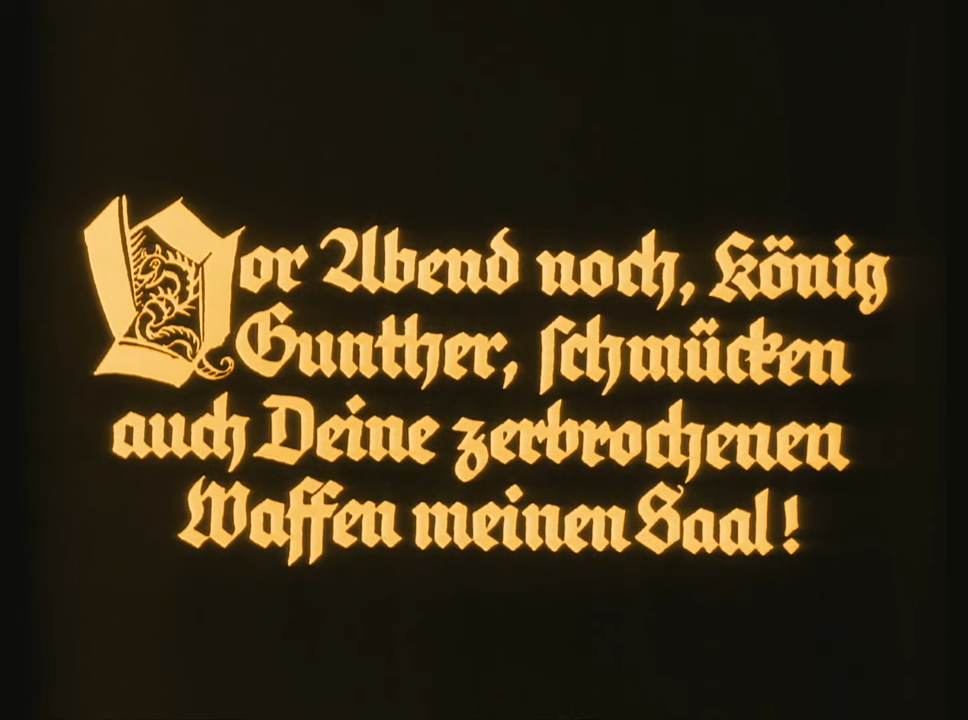 Vor Abend noch, König
Gunther, ſchmücken
auch Deine zerbrochenen
Waffen meinen Saal!